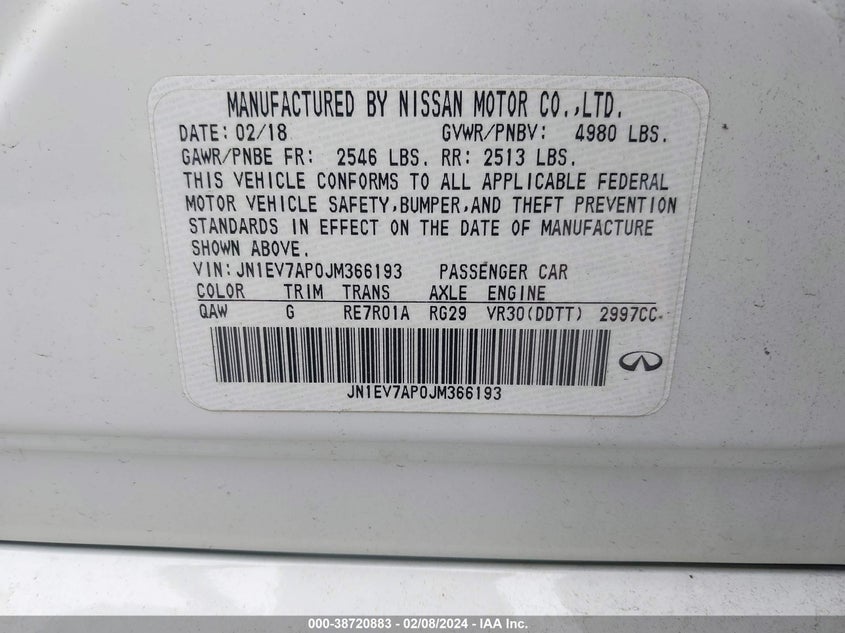 MANUFACTURED BY NISSAN MOTOR CO.,LTD.
DATE: 02/18 GVWR/PNBV: 4980 LBS.
GAWR/PNBE FR: 2546 LBS. RR: 2513 LBS.
THIS VEHICLE CONFORMS TO ALL APPLICABLE FEDERAL
MOTOR VEHICLE SAFETY,BUMPER,AND THEFT PREVENTION
STANDARDS IN EFFECT ON THE DATE OF MANUFACTURE
SHOWN ABOVE.
VIN:JN1EV7AP0JM366193 PASSENGER CAR
COLOR TRIM TRANS AXLE ENGINE
QAW G RE7R01A RG29 VR30(DDTT) 2997CC
JN1EV7AP0JM366193
000-38720883 - 02/08/2024 - IAA Inc.